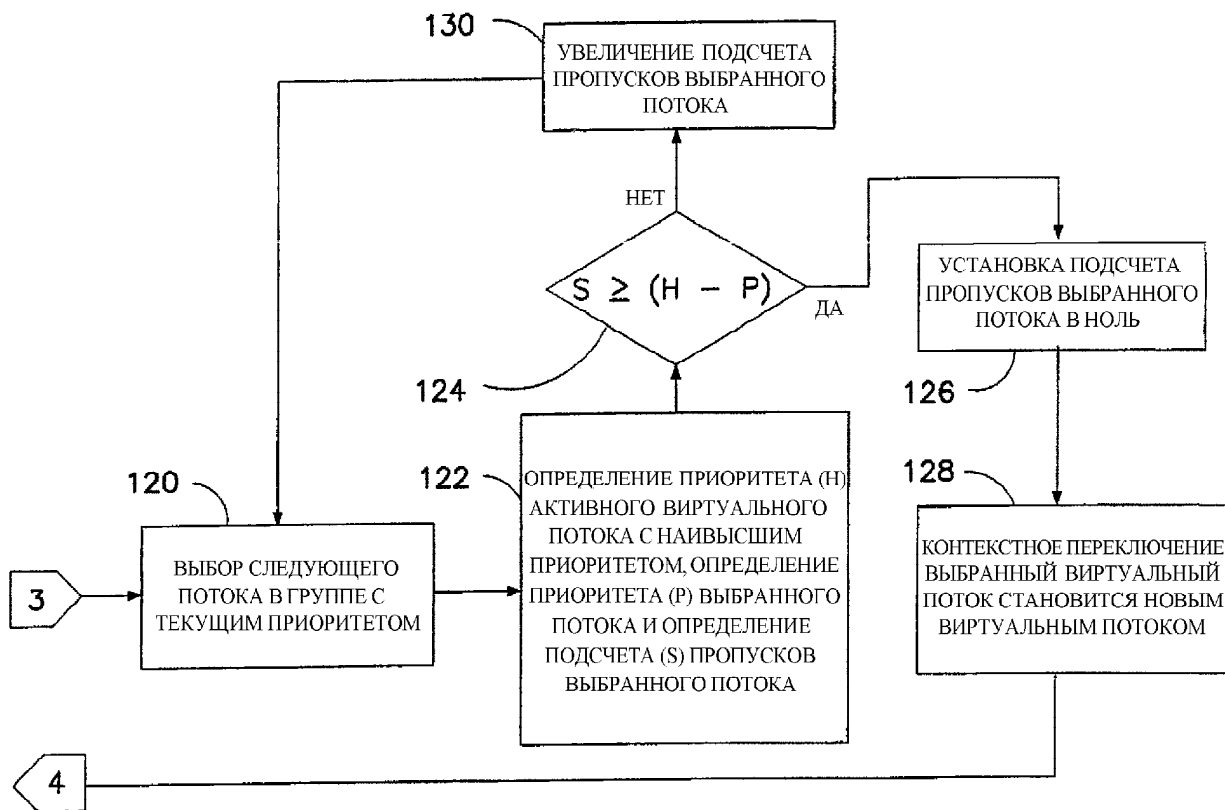 130
УВЕЛИЧЕНИЕ ПОДСЧЕТА
ПРОПУСКОВ ВЫБРАННОГО
ПОТОКА
НЕТ
S ≥ (H - P)
ДА
124
УСТАНОВКА ПОДСЧЕТА
ПРОПУСКОВ ВЫБРАННОГО
ПОТОКА В НОЛЬ
126
120
ВЫБОР СЛЕДУЮЩЕГО
ПОТОКА В ГРУППЕ С
ТЕКУЩИМ ПРИОРИТЕТОМ
3
122
ОПРЕДЕЛЕНИЕ ПРИОРИТЕТА (H)
АКТИВНОГО ВИРТУАЛЬНОГО
ПОТОКА С НАИВЫСШИМ
ПРИОРИТЕТОМ, ОПРЕДЕЛЕНИЕ
ПРИОРИТЕТА (P) ВЫБРАННОГО
ПОТОКА И ОПРЕДЕЛЕНИЕ
ПОДСЧЕТА (S) ПРОПУСКОВ
ВЫБРАННОГО ПОТОКА
128
КОНТЕКСТНОЕ ПЕРЕКЛЮЧЕНИЕ
ВЫБРАННЫЙ ВИРТУАЛЬНЫЙ
ПОТОК СТАНОВИТСЯ НОВЫМ
ВИРТУАЛЬНЫМ ПОТОКОМ
4